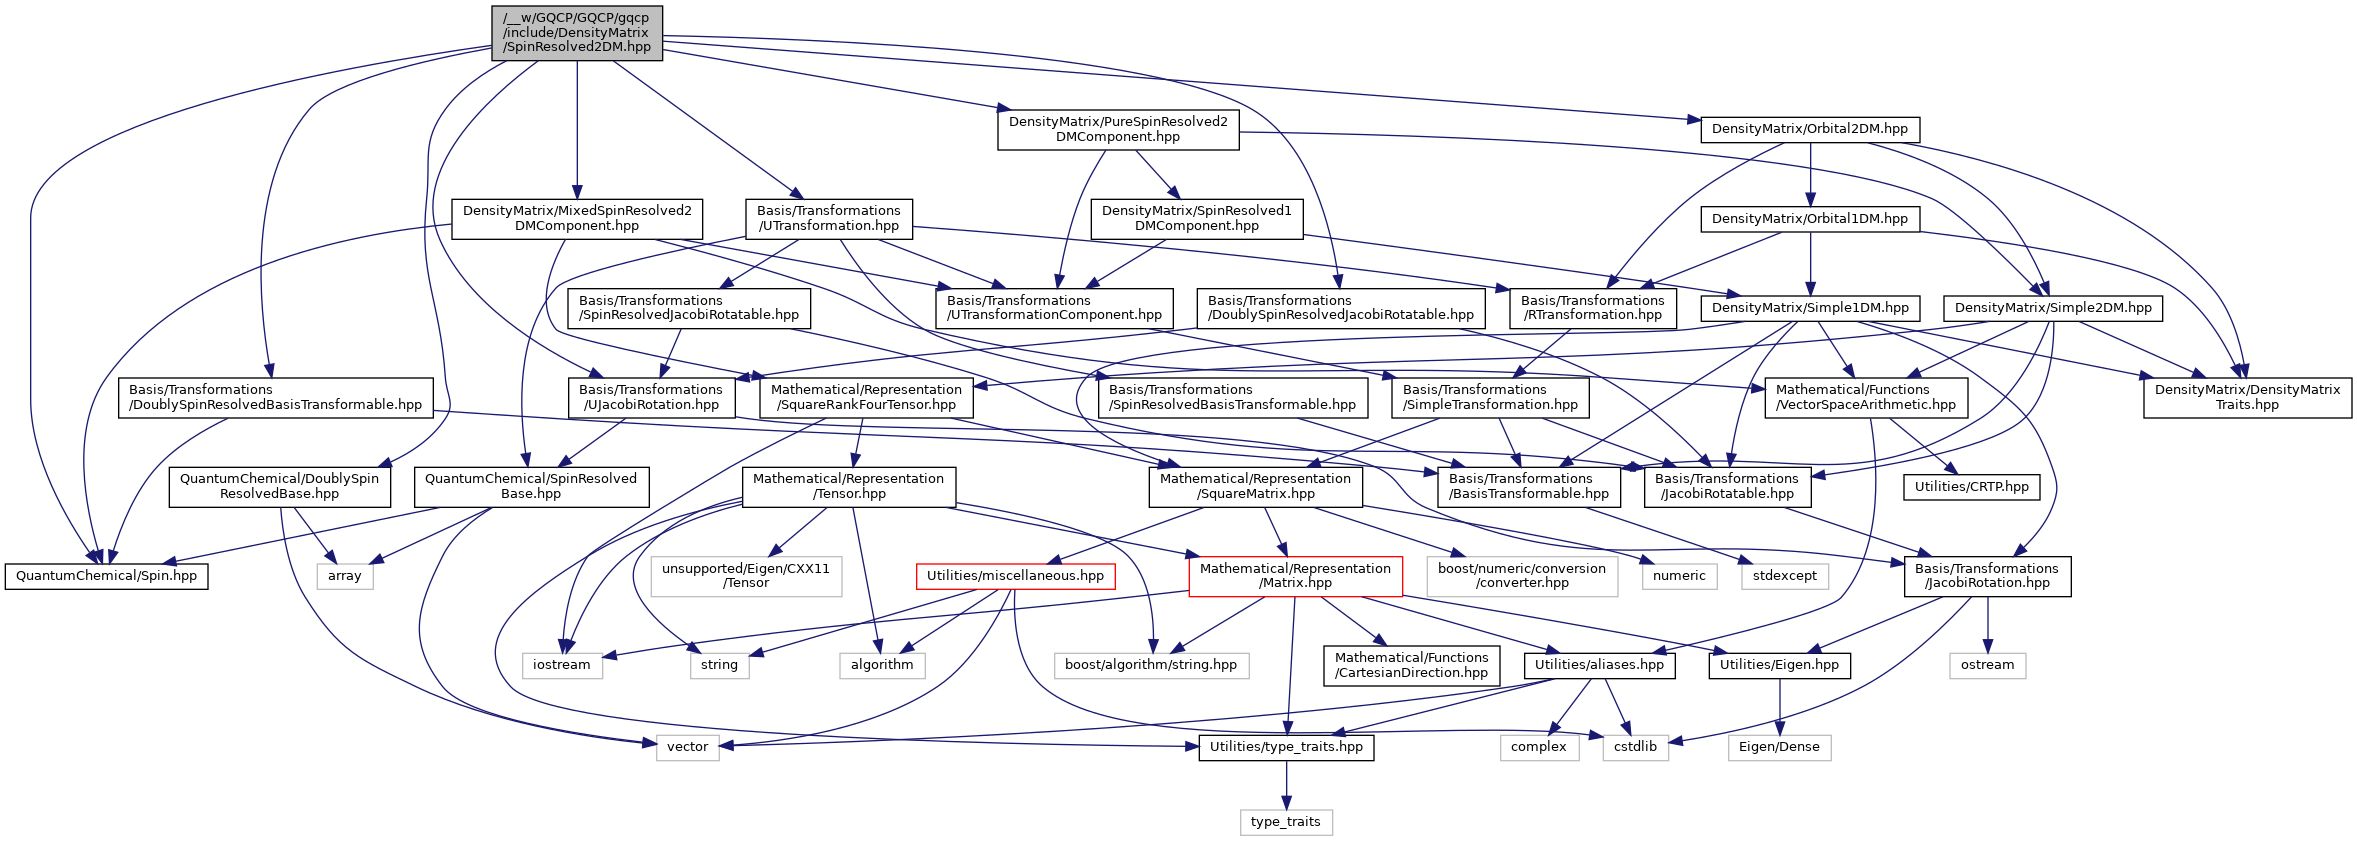 /__w/GQCP/GQCP/gqcp
/include/DensityMatrix
/SpinResolved2DM.hpp
DensityMatrix/PureSpinResolved2
DMComponent.hpp
DensityMatrix/Orbital2DM.hpp
DensityMatrix/MixedSpinResolved2
DMComponent.hpp
Basis/Transformations
/UTransformation.hpp
DensityMatrix/SpinResolved1
DMComponent.hpp
DensityMatrix/Orbital1DM.hpp
Basis/Transformations
/SpinResolvedJacobiRotatable.hpp
Basis/Transformations
/UTransformationComponent.hpp
Basis/Transformations
/DoublySpinResolvedJacobiRotatable.hpp
Basis/Transformations
/RTransformation.hpp
DensityMatrix/Simple1DM.hpp
DensityMatrix/Simple2DM.hpp
Basis/Transformations
/DoublySpinResolvedBasisTransformable.hpp
Basis/Transformations
/UJacobiRotation.hpp
Mathematical/Representation
/SquareRankFourTensor.hpp
Basis/Transformations
/SpinResolvedBasisTransformable.hpp
Basis/Transformations
/SimpleTransformation.hpp
Mathematical/Functions
/VectorSpaceArithmetic.hpp
DensityMatrix/DensityMatrix
Traits.hpp
QuantumChemical/DoublySpin
ResolvedBase.hpp
QuantumChemical/SpinResolved
Base.hpp
Mathematical/Representation
/Tensor.hpp
Mathematical/Representation
/SquareMatrix.hpp
Basis/Transformations
/BasisTransformable.hpp
Basis/Transformations
/JacobiRotatable.hpp
Utilities/CRTP.hpp
QuantumChemical/Spin.hpp
array
unsupported/Eigen/CXX11
/Tensor
Utilities/miscellaneous.hpp
Mathematical/Representation
/Matrix.hpp
boost/numeric/conversion
/converter.hpp
numeric
stdexcept
Basis/Transformations
/JacobiRotation.hpp
iostream
string
algorithm
boost/algorithm/string.hpp
Mathematical/Functions
/CartesianDirection.hpp
Utilities/aliases.hpp
Utilities/Eigen.hpp
ostream
vector
Utilities/type_traits.hpp
complex
cstdlib
Eigen/Dense
type_traits